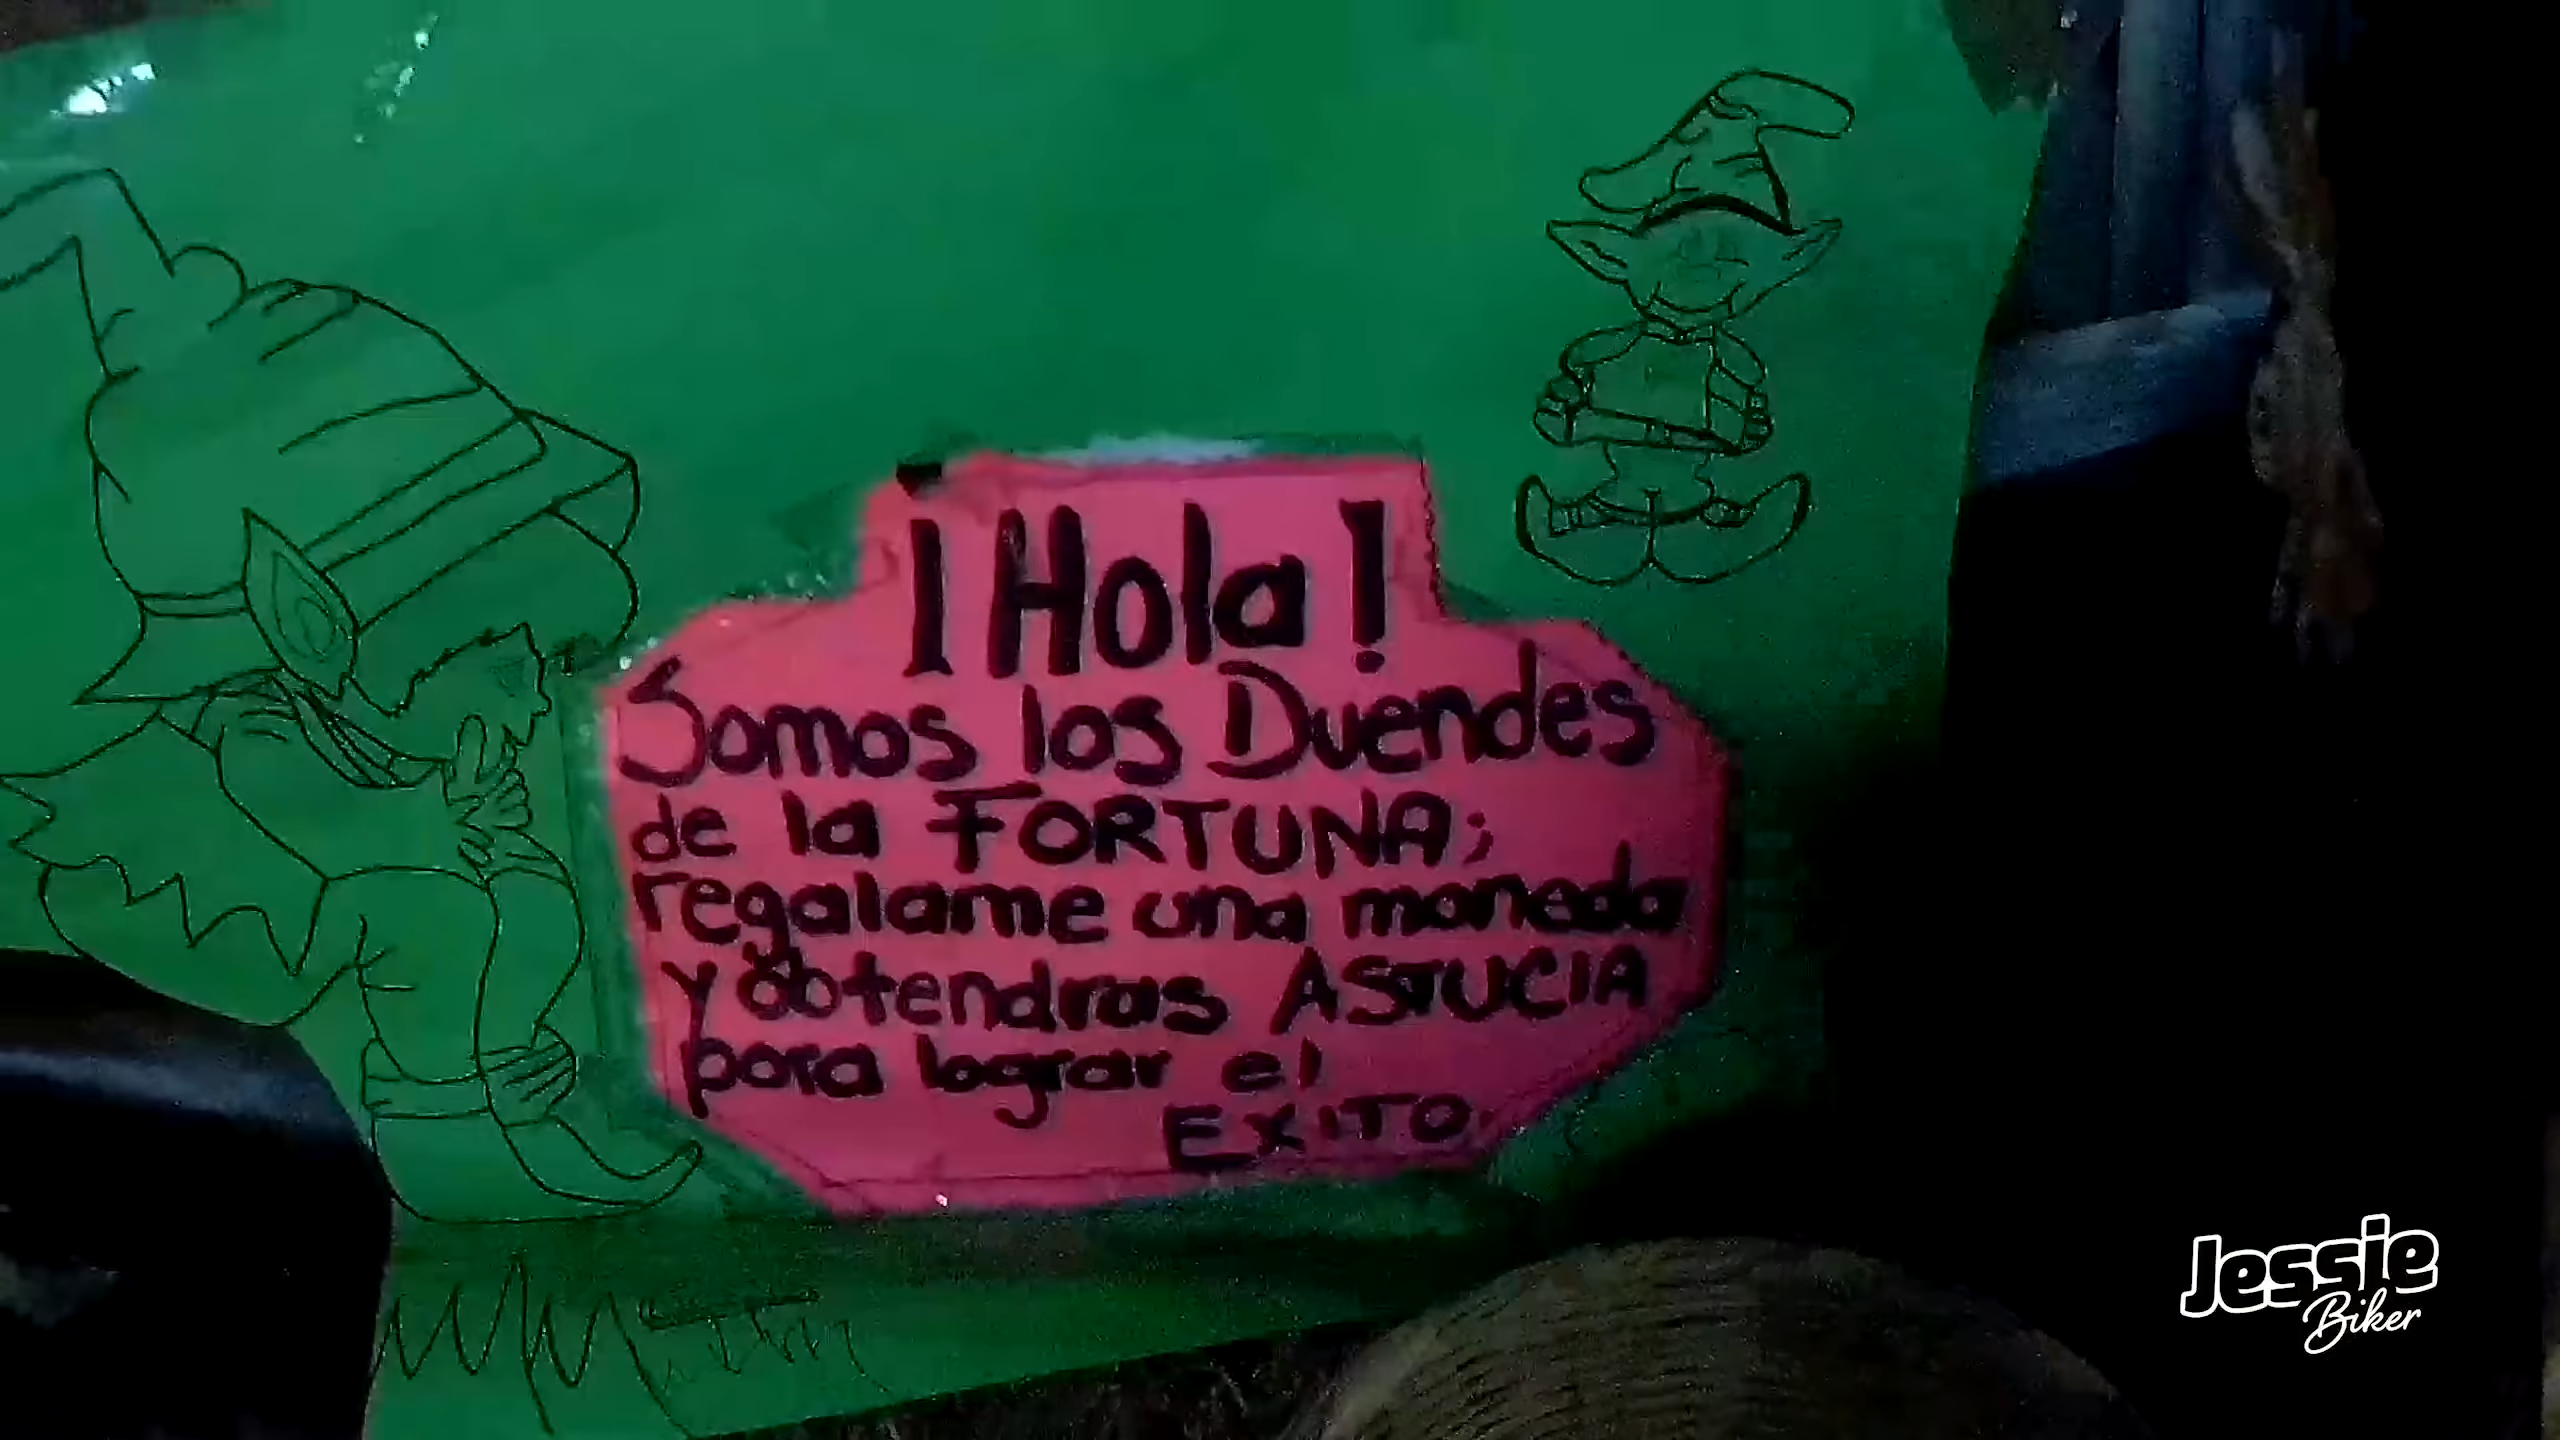 ¡Hola!
Somos los Duendes
de la FORTUNA;
regalame una moneda
y obtendras ASTUCIA
para lograr el
EXITO.
Jessie
Biker